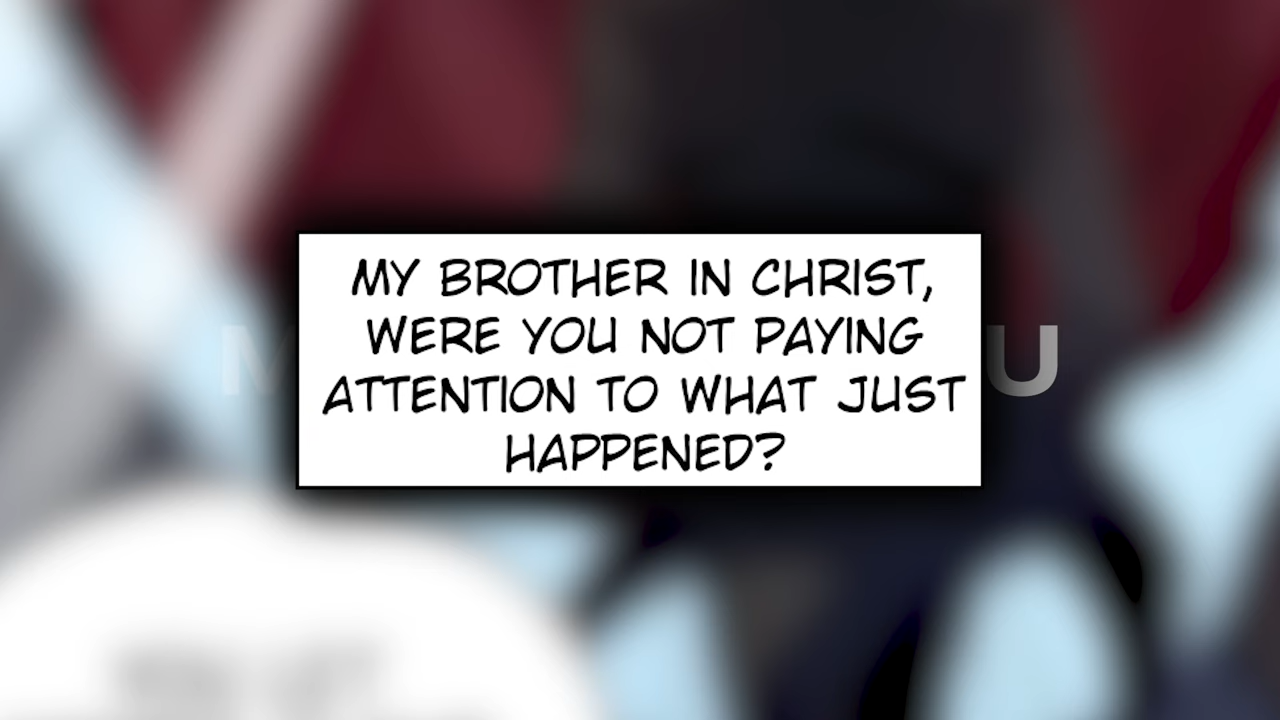 MY BROTHER IN CHRIST,
WERE YOU NOT PAYING
ATTENTION TO WHAT JUST
HAPPENED?